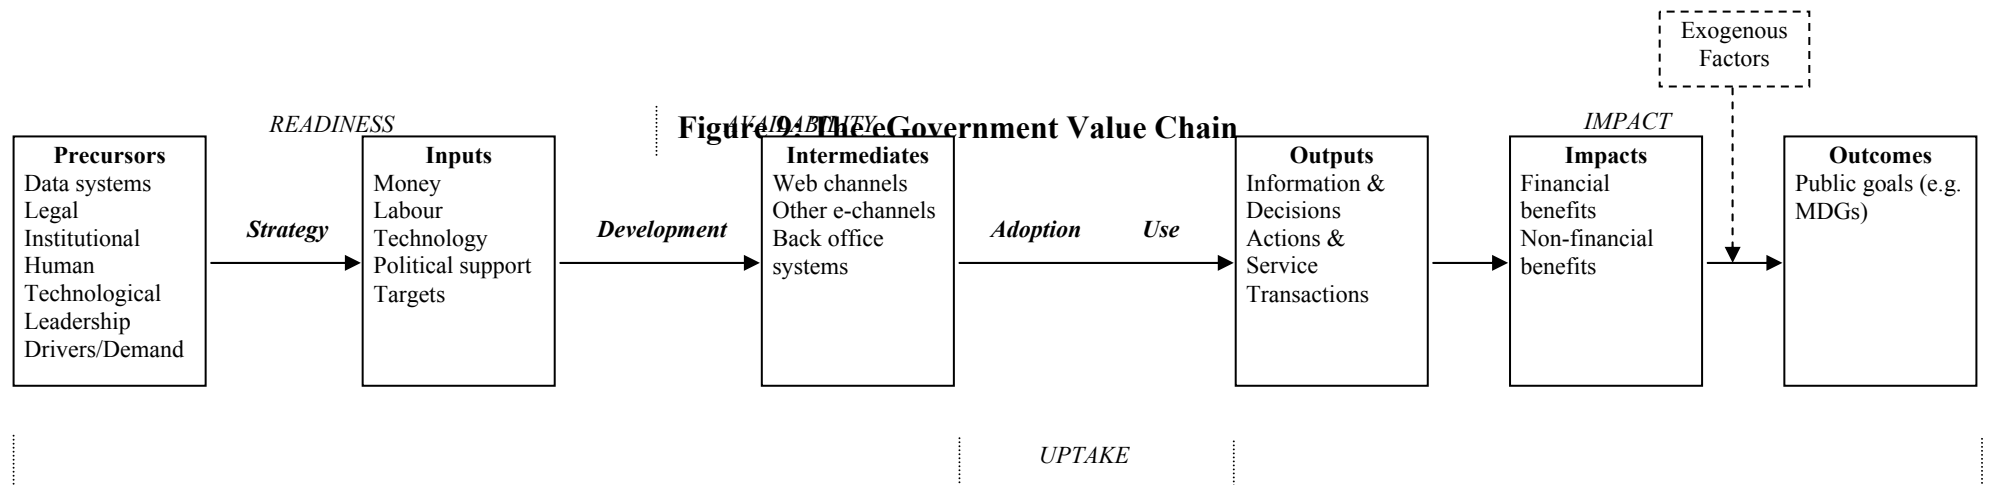 Exogenous
Factors
READINESS
AVAILABILITY
IMPACT
Figure 9: The eGovernment Value Chain
Precursors
Data systems
Legal
Institutional
Human
Technological
Leadership
Drivers/Demand
Strategy
Inputs
Money
Labour
Technology
Political support
Targets
Development
Intermediates
Web channels
Other e-channels
Back office
systems
Adoption
Use
Outputs
Information &
Decisions
Actions &
Service
Transactions
Impacts
Financial
benefits
Non-financial
benefits
Outcomes
Public goals (e.g.
MDGs)
UPTAKE